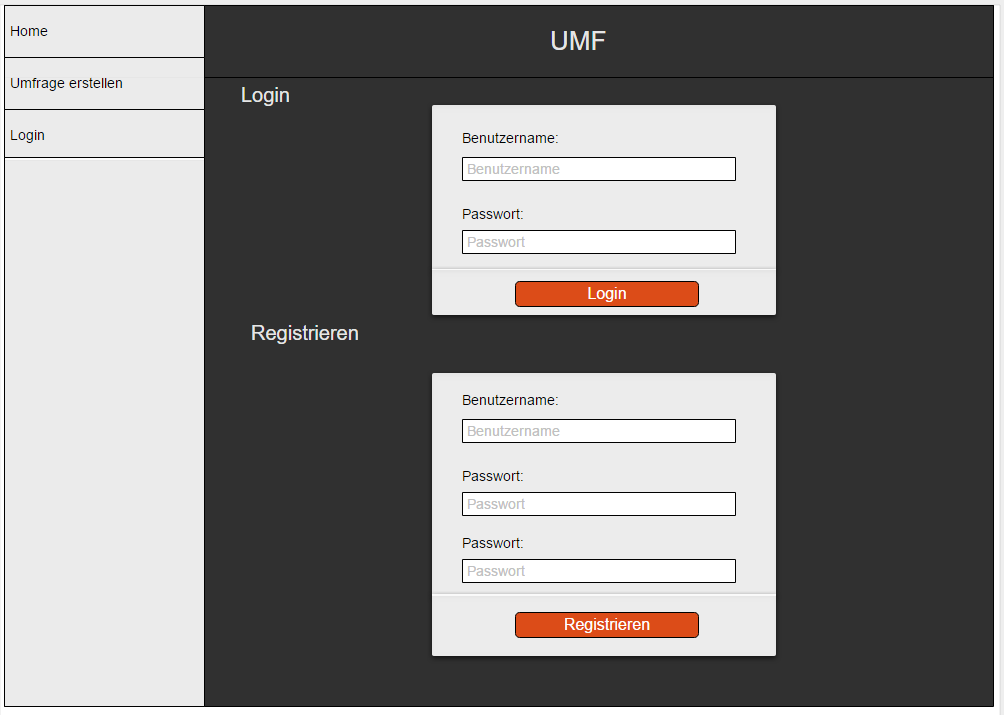 Home
Umfrage erstellen
Login
UMF
Login
Benutzername:
Benutzername
Passwort:
Passwort
Login
Registrieren
Benutzername:
Benutzername
Passwort:
Passwort
Passwort:
Passwort
Registrieren